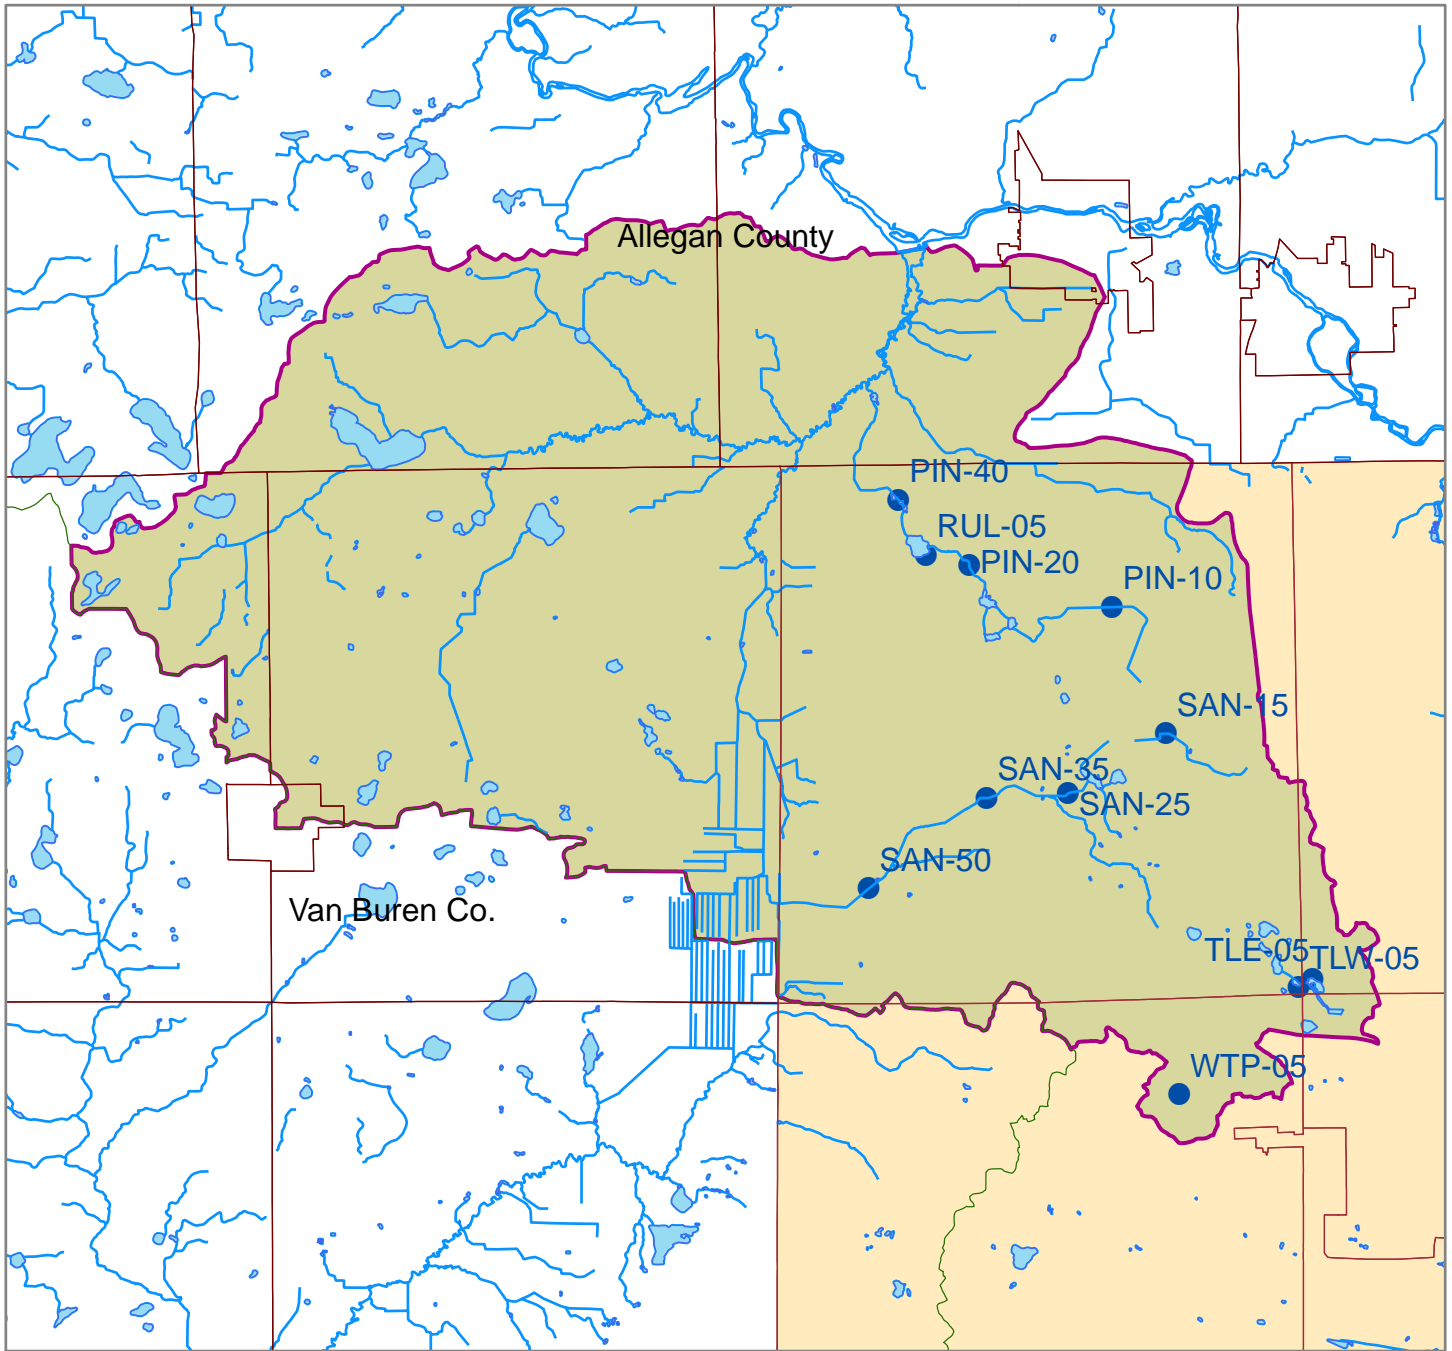 Allegan County
PIN-40
RUL-05
PIN-20
PIN-10
SAN-15
SAN-35
SAN-25
SAN-50
Van Buren Co.
TLE-05
TLW-05
WTP-05